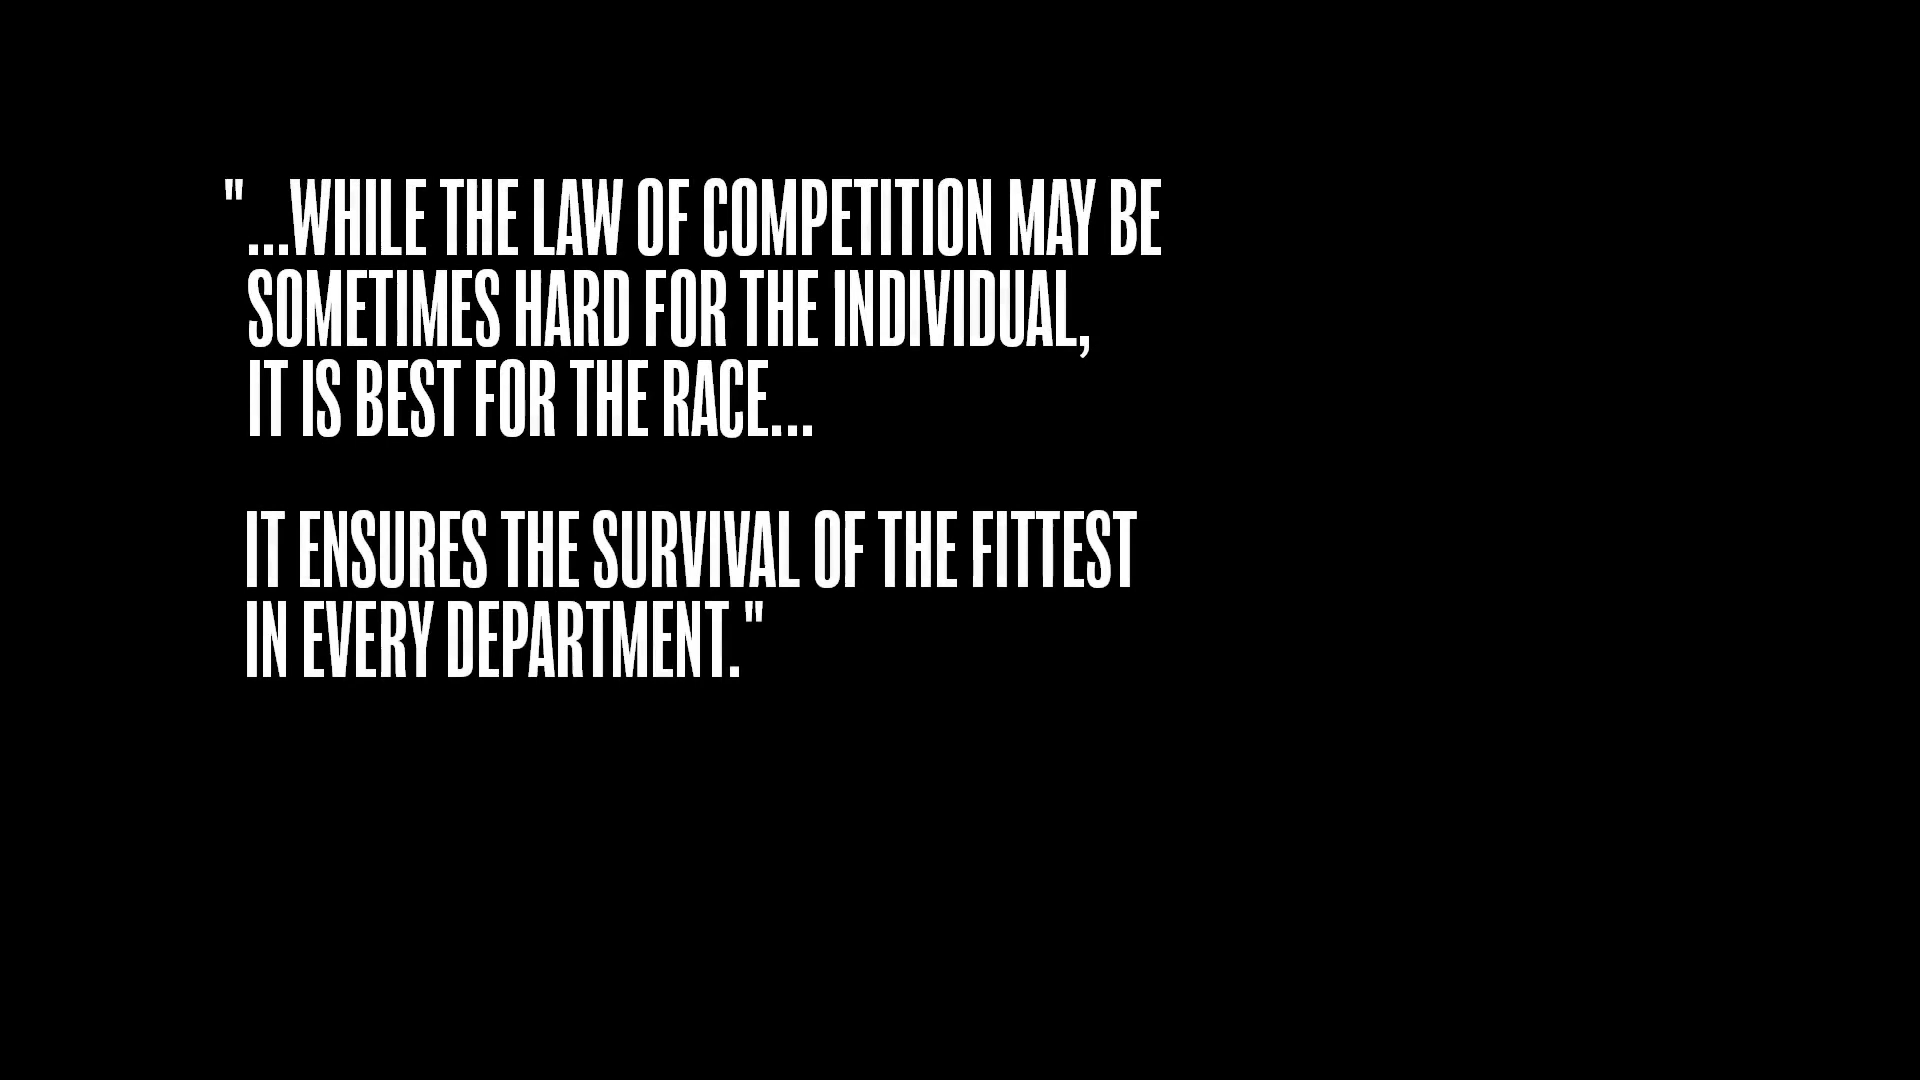 "...WHILE THE LAW OF COMPETITION MAY BE
SOMETIMES HARD FOR THE INDIVIDUAL,
IT IS BEST FOR THE RACE...
IT ENSURES THE SURVIVAL OF THE FITTEST
IN EVERY DEPARTMENT."